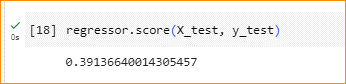 [18] regressor.score(X_test, y_test)
0s
0.39136640014305457